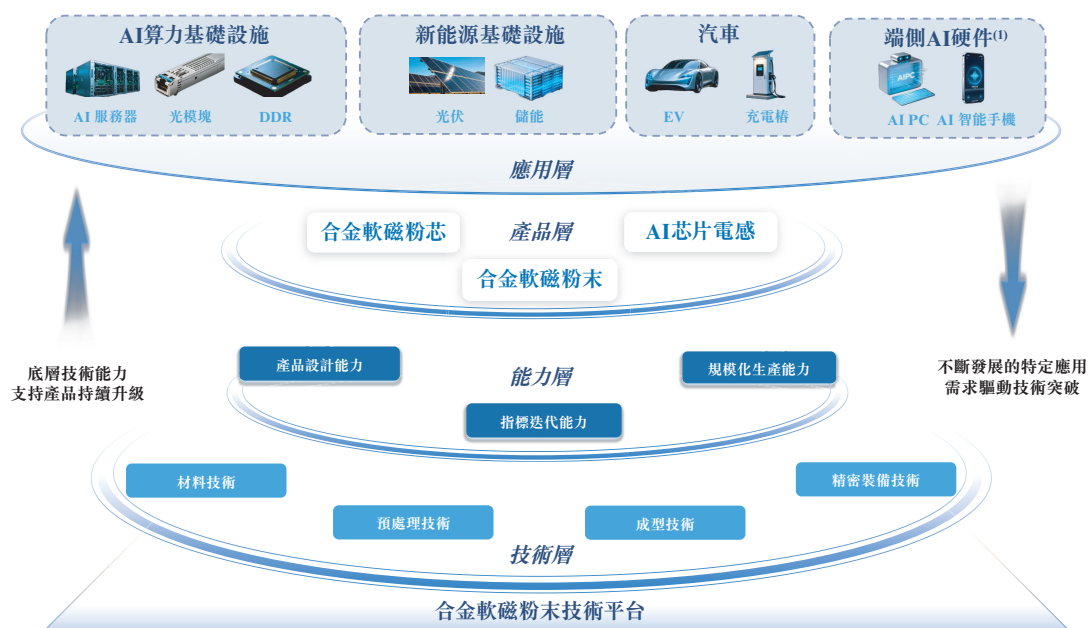 AI算力基礎設施
AI 服務器
光模塊
DDR
新能源基礎設施
光伏
儲能
汽車
EV
充電樁
端側AI硬件(1)
AIPC
AI PC
AI 智能手機
應用層
合金軟磁粉芯
產品層
AI芯片電感
合金軟磁粉末
底層技術能力
支持產品持續升級
不斷發展的特定應用
需求驅動技術突破
產品設計能力
能力層
規模化生產能力
指標迭代能力
材料技術
精密裝備技術
預處理技術
成型技術
技術層
合金軟磁粉末技術平台